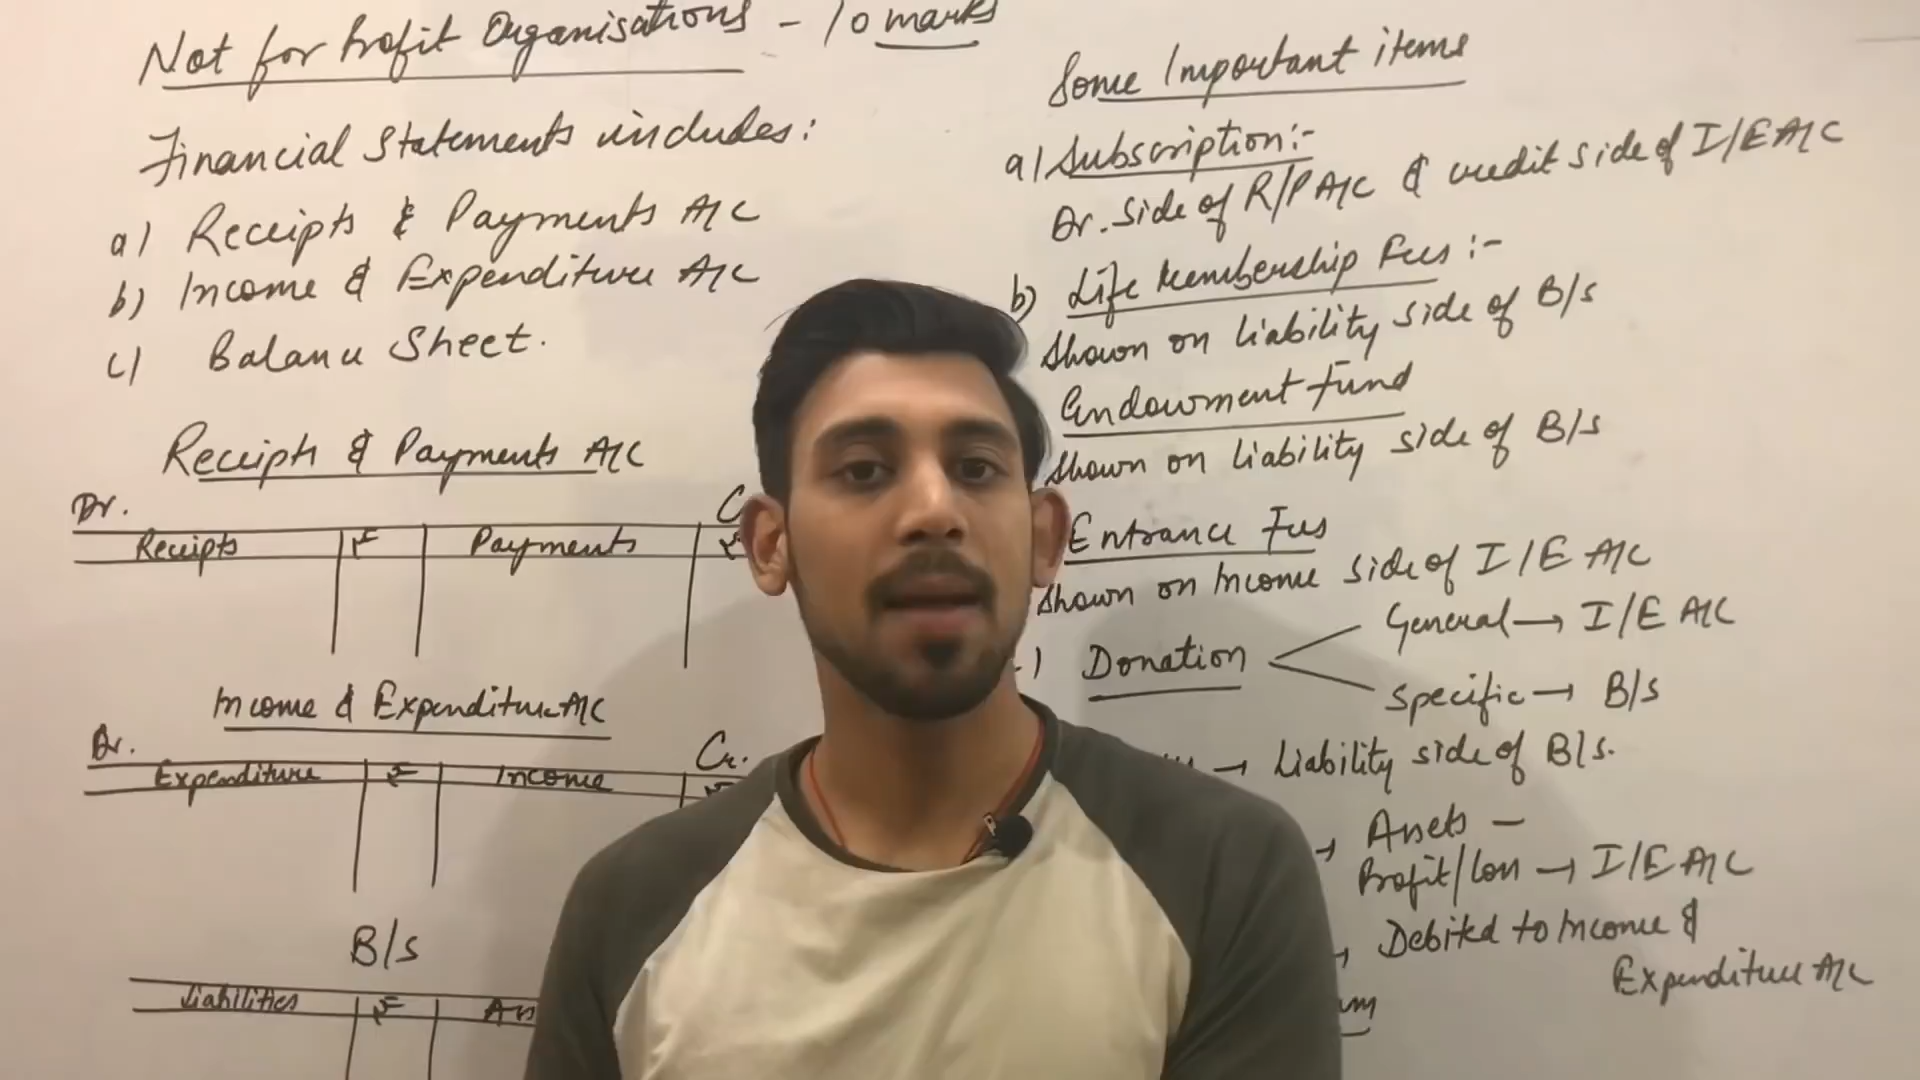 Not for Profit Organisations - 10 marks
Financial Statements includes:
a) Receipts & Payments A/C
b) Income & Expenditure A/C
c) Balance Sheet.
Receipts & Payments A/C
Dr.
C
Receipts ₹ Payments ₹
Income & Expenditure A/C
Dr.
Cr.
Expenditure ₹ Income ₹
B/s
Liabilities ₹
Some Important items
a) Subscription:-
Dr. Side of R/P A/C & credit side of I/E A/C
b) Life Membership Fees :-
Shown on liability side of B/s
Endowment Fund
Shown on liability side of B/s
Entrance Fees
Shown on Income side of I/E A/C
) Donation
General → I/E A/C
Specific → B/s
→ Liability side of B/s.
→ Assets -
Profit/Loss → I/E A/C
→ Debited to Income &
Expenditure A/C